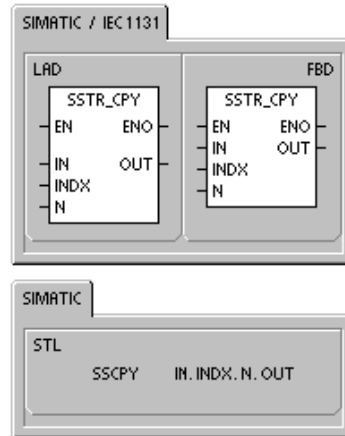 SIMATIC / IEC1131
LAD FBD
SSTR_CPY SSTR_CPY
EN ENO EN ENO
IN OUT IN OUT
INDX INDX
N N
SIMATIC
STL
SSCPY IN. INDX. N. OUT